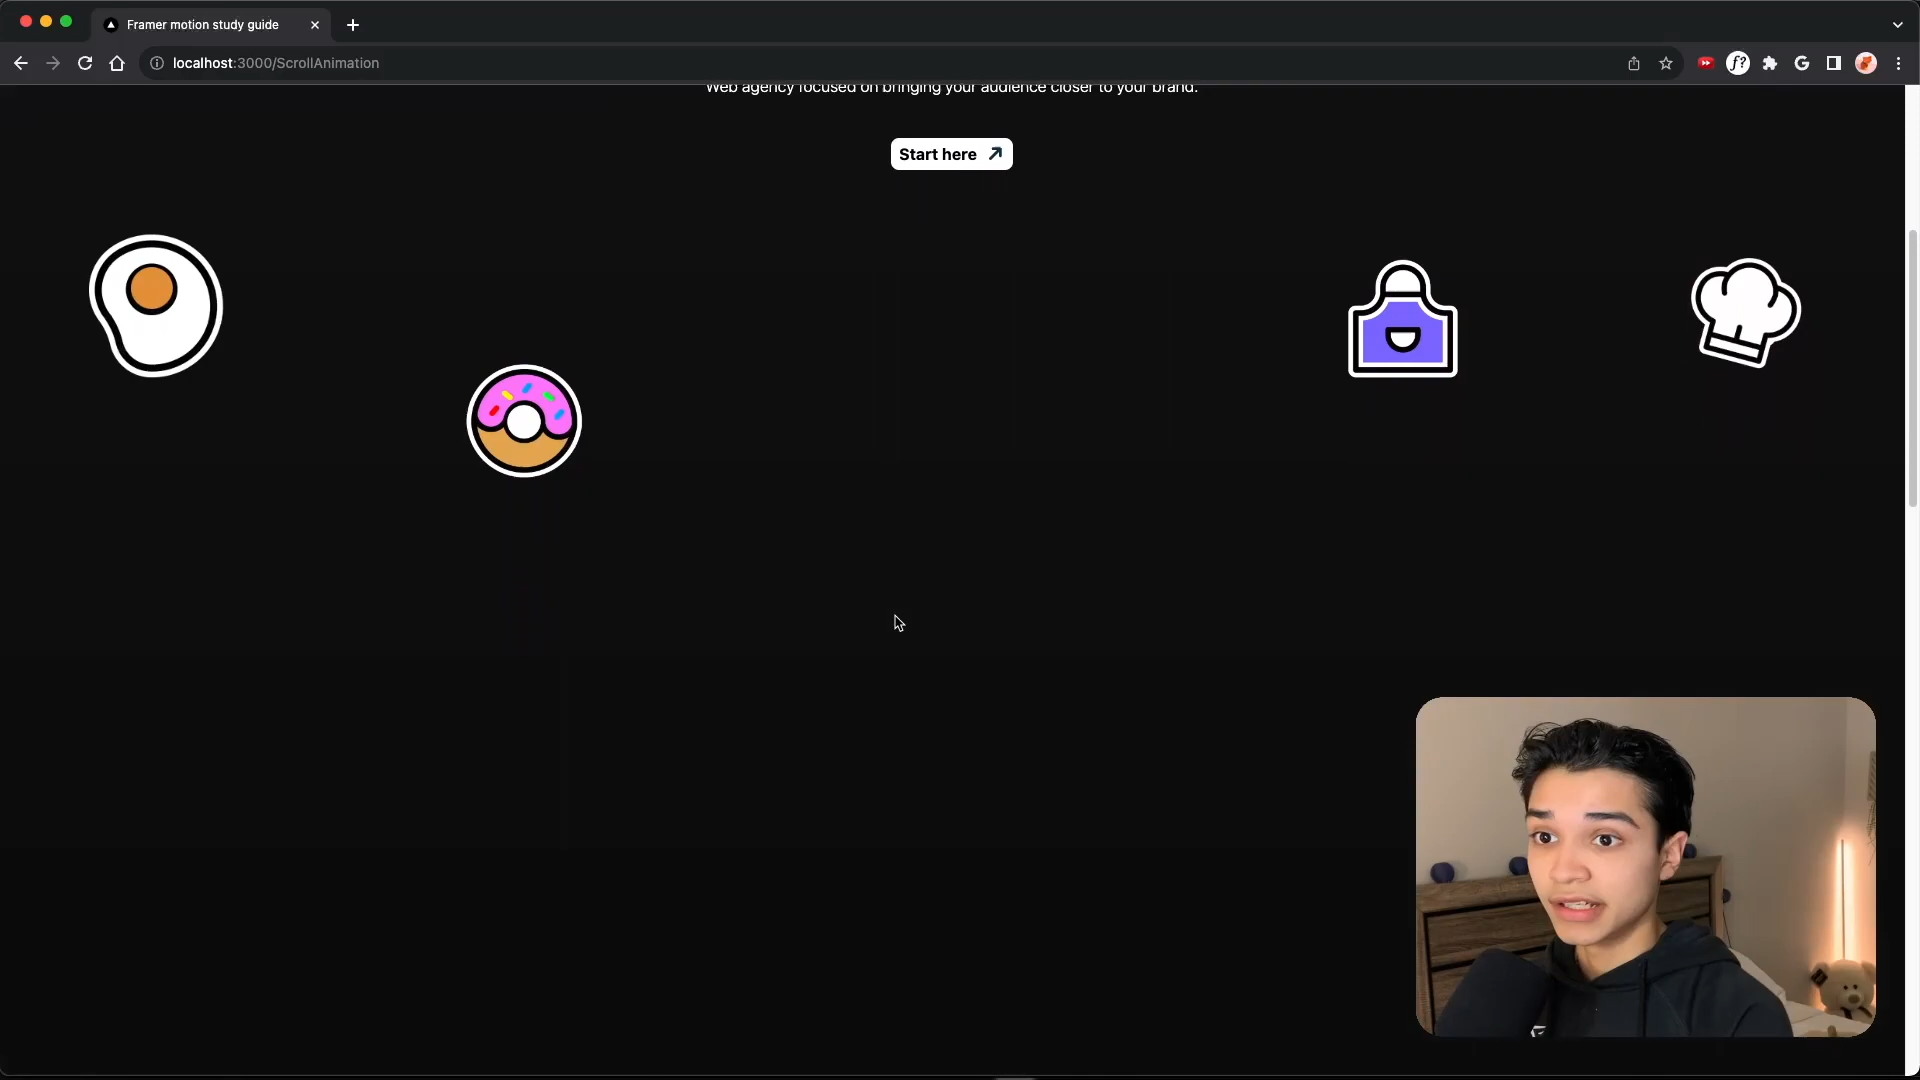 Framer motion study guide
localhost:3000/ScrollAnimation
Web agency focused on bringing your audience closer to your brand.
Start here